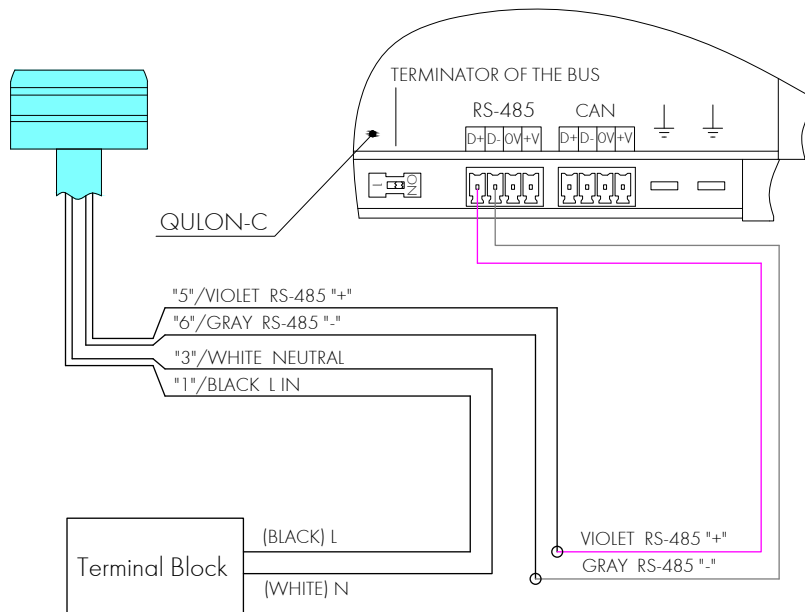 TERMINATOR OF THE BUS
RS-485 CAN
D+ D- 0V +V D+ D- 0V +V
1 ON
QULON-C
"5"/VIOLET RS-485 "+"
"6"/GRAY RS-485 "-"
"3"/WHITE NEUTRAL
"1"/BLACK L IN
(BLACK) L
Terminal Block
(WHITE) N
VIOLET RS-485 "+"
GRAY RS-485 "-"